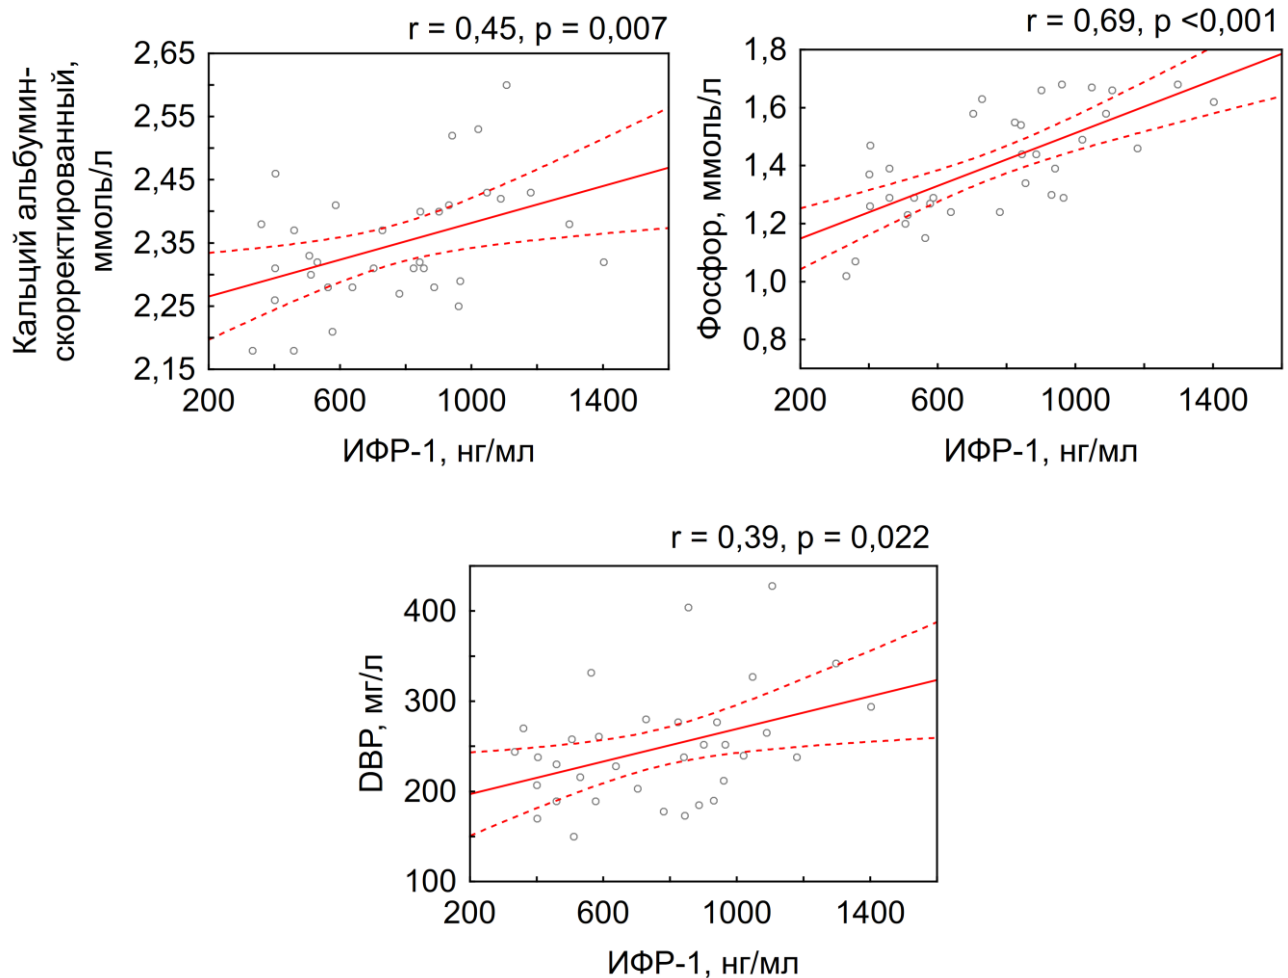 r = 0,45, p = 0,007
Кальций альбумин-
скорректированный,
ммоль/л
2,65
2,55
2,45
2,35
2,25
2,15
200 600 1000 1400
ИФР-1, нг/мл
r = 0,69, p <0,001
Фосфор, ммоль/л
1,8
1,6
1,4
1,2
1,0
0,8
200 600 1000 1400
ИФР-1, нг/мл
r = 0,39, p = 0,022
DBP, мг/л
400
300
200
100
200 600 1000 1400
ИФР-1, нг/мл